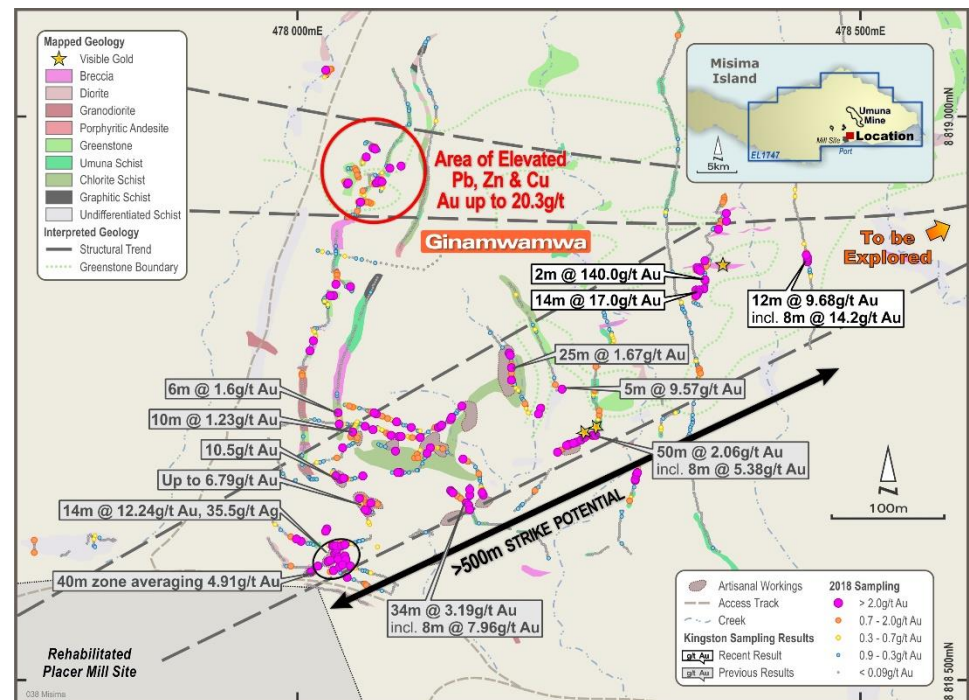 478 000mE
478 500mE
8 819 000mN
8 818 500mN
Mapped Geology
Visible Gold
Breccia
Diorite
Granodiorite
Porphyritic Andesite
Greenstone
Umuna Schist
Chlorite Schist
Graphitic Schist
Undifferentiated Schist
Interpreted Geology
Structural Trend
Greenstone Boundary
Misima
Island
Umuna
Mine
Mill Site
Location
Port
EL1747
N
5km
Area of Elevated
Pb, Zn & Cu
Au up to 20.3g/t
Ginamwamwa
To be
Explored
2m @ 140.0g/t Au
14m @ 17.0g/t Au
12m @ 9.68g/t Au
incl. 8m @ 14.2g/t Au
25m @ 1.67g/t Au
6m @ 1.6g/t Au
5m @ 9.57g/t Au
10m @ 1.23g/t Au
10.5g/t Au
50m @ 2.06g/t Au
incl. 8m @ 5.38g/t Au
Up to 6.79g/t Au
14m @ 12.24g/t Au, 35.5g/t Ag
>500m STRIKE POTENTIAL
N
100m
40m zone averaging 4.91g/t Au
34m @ 3.19g/t Au
incl. 8m @ 7.96g/t Au
Rehabilitated
Placer Mill Site
038 Misima
Artisanal Workings
Access Track
Creek
Kingston Sampling Results
g/t Au Recent Result
g/t Au Previous Results
2018 Sampling
> 2.0g/t Au
0.7 - 2.0g/t Au
0.3 - 0.7g/t Au
0.9 - 0.3g/t Au
< 0.09g/t Au